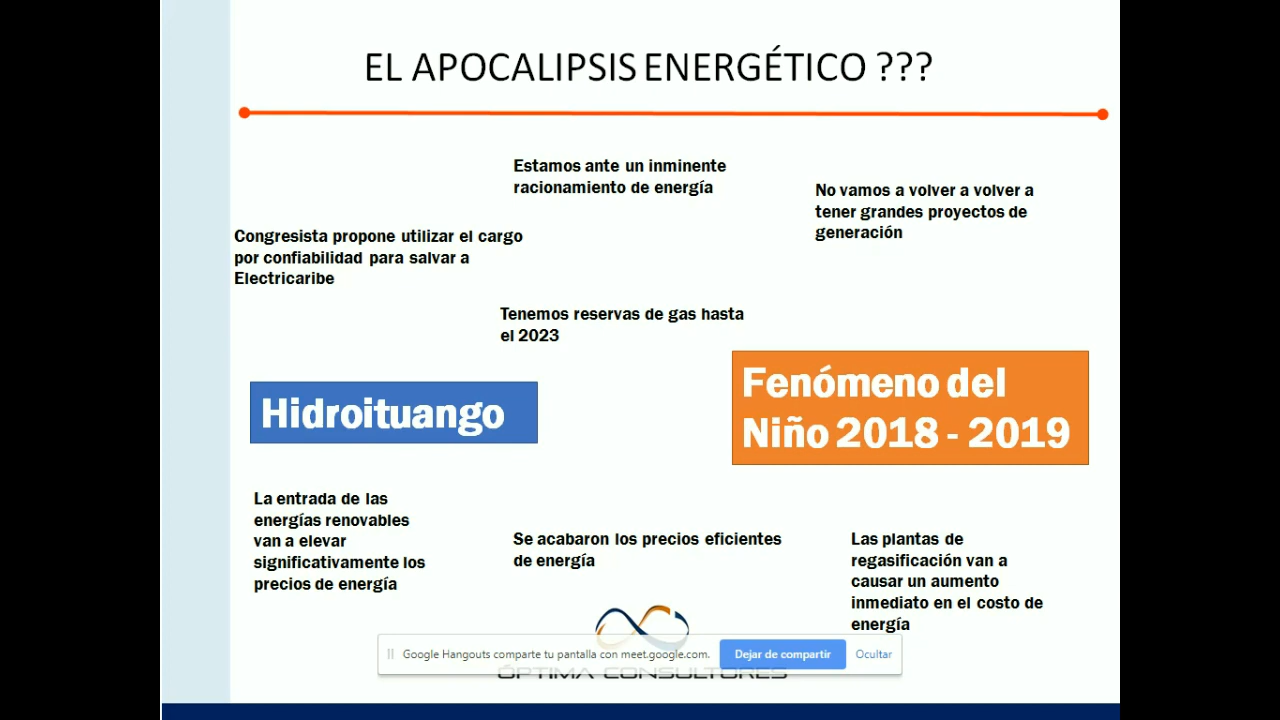 EL APOCALIPSIS ENERGÉTICO ???
Estamos ante un inminente
racionamiento de energía
No vamos a volver a volver a
tener grandes proyectos de
generación
Congresista propone utilizar el cargo
por confiabilidad para salvar a
Electricaribe
Tenemos reservas de gas hasta
el 2023
Hidroituango
Fenómeno del
Niño 2018 - 2019
La entrada de las
energías renovables
van a elevar
significativamente los
precios de energía
Se acabaron los precios eficientes
de energía
Las plantas de
regasificación van a
causar un aumento
inmediato en el costo de
energía
Google Hangouts comparte tu pantalla con meet.google.com.
Dejar de compartir
Ocultar
ÓPTIMA CONSULTORES